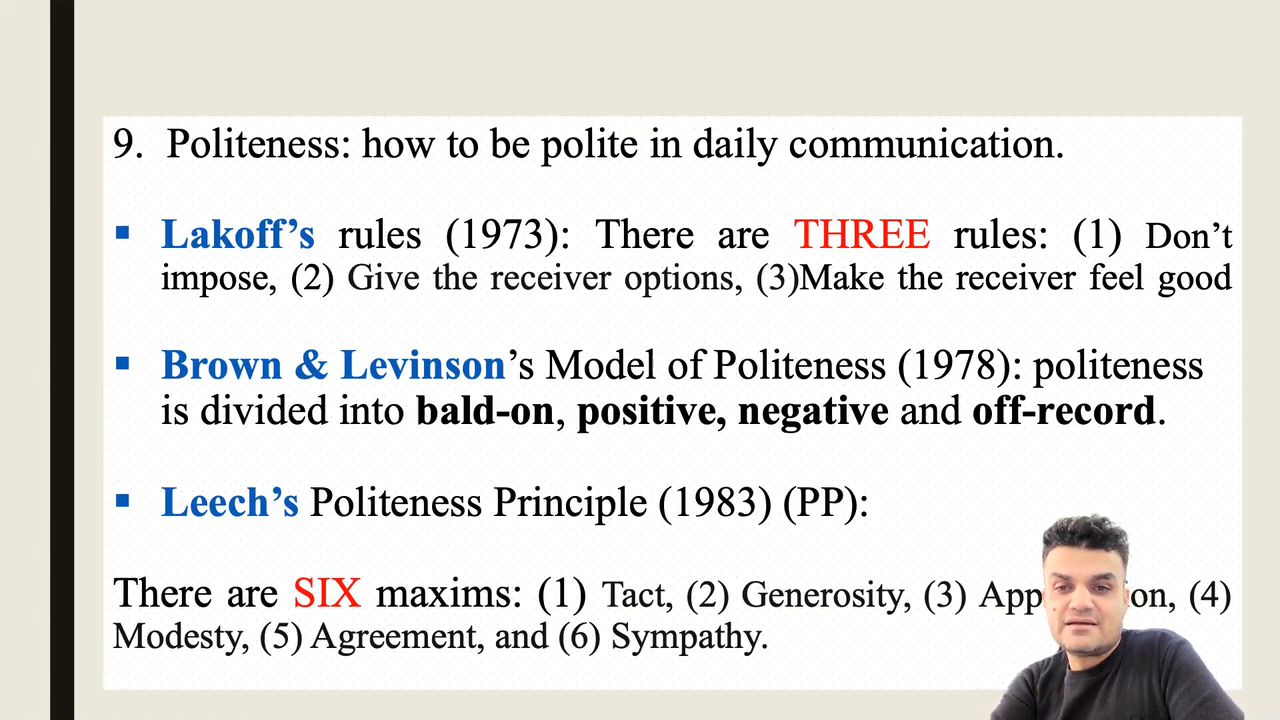 9. Politeness: how to be polite in daily communication.
▪ Lakoff’s rules (1973): There are THREE rules: (1) Don’t
impose, (2) Give the receiver options, (3)Make the receiver feel good
▪ Brown & Levinson’s Model of Politeness (1978): politeness
is divided into bald-on, positive, negative and off-record.
▪ Leech’s Politeness Principle (1983) (PP):
There are SIX maxims: (1) Tact, (2) Generosity, (3) (4)
Modesty, (5) Agreement, and (6) Sympathy.